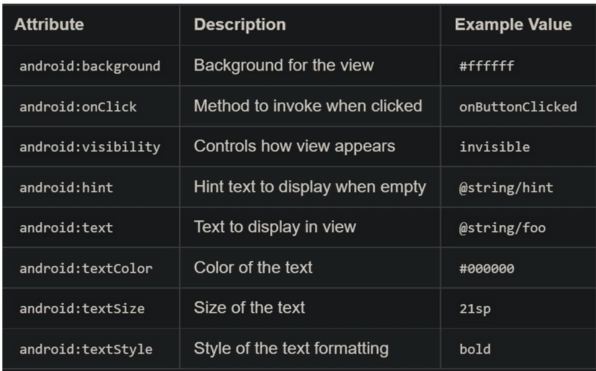 Attribute Description Example Value
android:background Background for the view #ffffff
android:onClick Method to invoke when clicked onButtonClicked
android:visibility Controls how view appears invisible
android:hint Hint text to display when empty @string/hint
android:text Text to display in view @string/foo
android:textColor Color of the text #000000
android:textSize Size of the text 21sp
android:textStyle Style of the text formatting bold